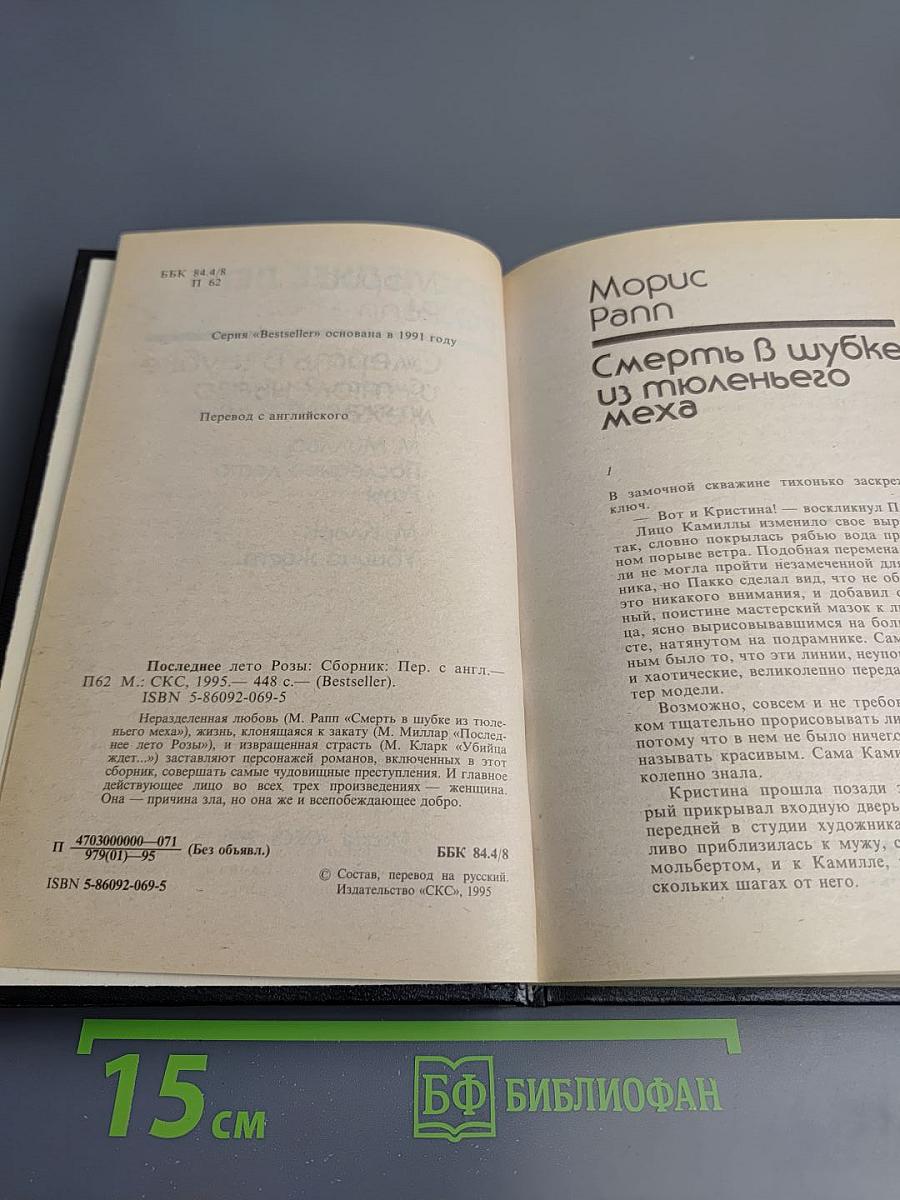 ББК 84.4/8
П 62
Серия «Bestseller» основана в 1991 году
Перевод с английского
Последнее лето Розы: Сборник: Пер. с англ.—
П62 М.: СКС, 1995.— 448 с.— (Bestseller).
ISBN 5-86092-069-5
Неразделенная любовь (М. Рапп «Смерть в шубке из тюле-
ньего меха»), жизнь, клонящаяся к закату (М. Миллар «Послед-
нее лето Розы»), и извращенная страсть (М. Кларк «Убийца
ждет...») заставляют персонажей романов, включенных в этот
сборник, совершать самые чудовищные преступления. И главное
действующее лицо во всех трех произведениях — женщина.
Она — причина зла, но она же и всепобеждающее добро.
П 4703000000—071
979(01)—95 (Без объявл.)
ББК 84.4/8
ISBN 5-86092-069-5
© Состав, перевод на русский.
Издательство «СКС», 1995
Морис
Рапп
Смерть в шубке
из тюленьего
меха
1
В замочной скважине тихонько заскреж
ключ.
— Вот и Кристина! — воскликнул П
Лицо Камиллы изменило свое выр
так, словно покрылась рябью вода пр
ном порыве ветра. Подобная перемена
ли не могла пройти незамеченной для
ника, но Пакко сделал вид, что не об
это никакого внимания, и добавил с
ный, поистине мастерский мазок к ли
ца, ясно вырисовывавшимся на боль
сте, натянутом на подрамнике. Сам
ным было то, что эти линии, неупо
и хаотические, великолепно переда
тер модели.
Возможно, совсем и не требов
ком тщательно прорисовывать ли
потому что в нем не было ничего
называть красивым. Сама Ками
колепно знала.
Кристина прошла позади
рый прикрывал входную дверь
передней в студии художника
ливо приблизилась к мужу, с
мольбертом, и к Камилле,
скольких шагах от него.
15 см
БФ БИБЛИОФАН